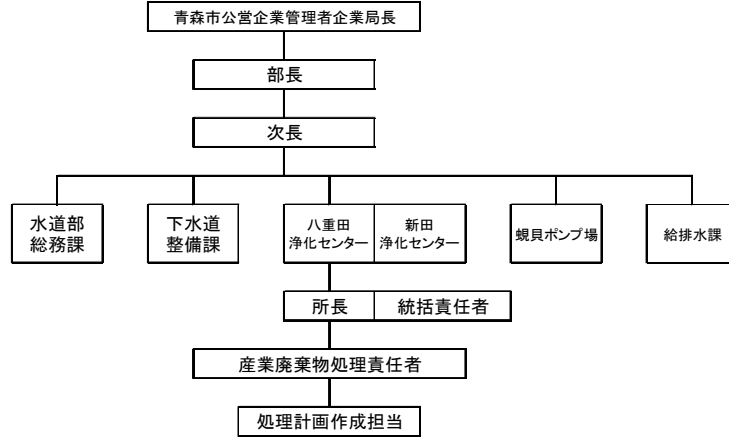 青森市公営企業管理者企業局長
部長
次長
水道部
総務課
下水道
整備課
八重田
浄化センター
新田
浄化センター
蜆貝ポンプ場
給排水課
所長
統括責任者
産業廃棄物処理責任者
処理計画作成担当